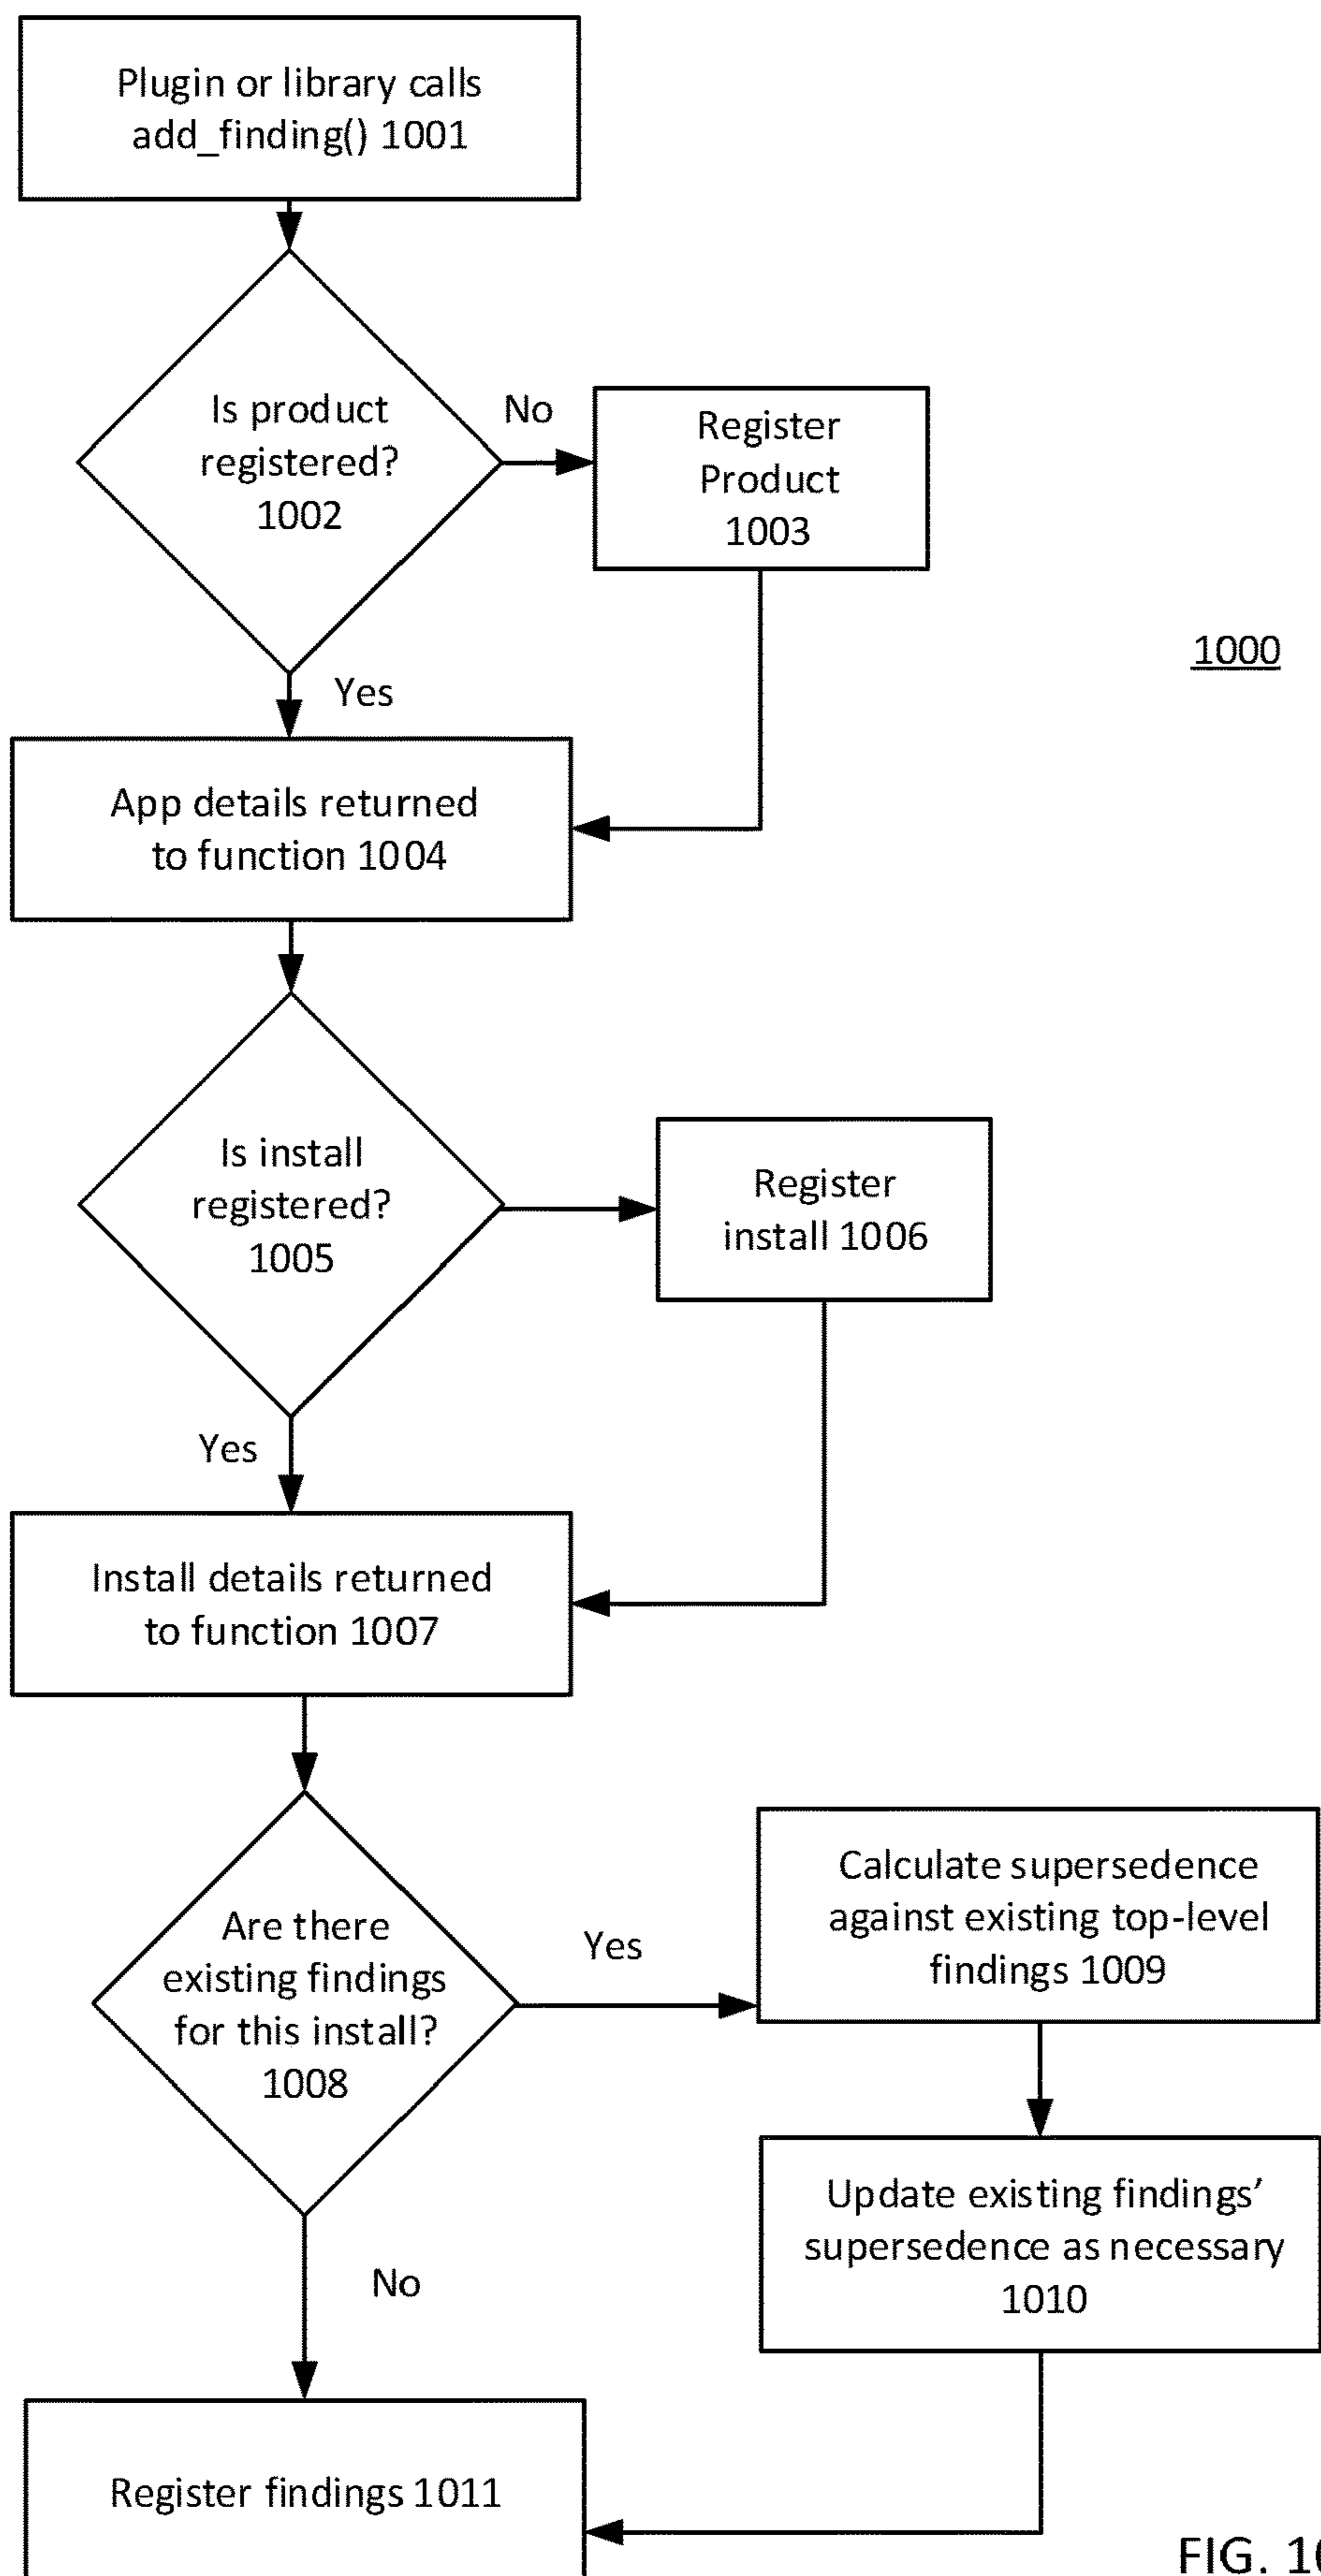 Plugin or library calls
add_finding() 1001
Is product
registered?
1002
No
Register
Product
1003
1000
Yes
App details returned
to function 1004
Is install
registered?
1005
Register
install 1006
Yes
Install details returned
to function 1007
Are there
existing findings
for this install?
1008
Yes
Calculate supersedence
against existing top-level
findings 1009
Update existing findings’
supersedence as necessary
1010
No
Register findings 1011
FIG.